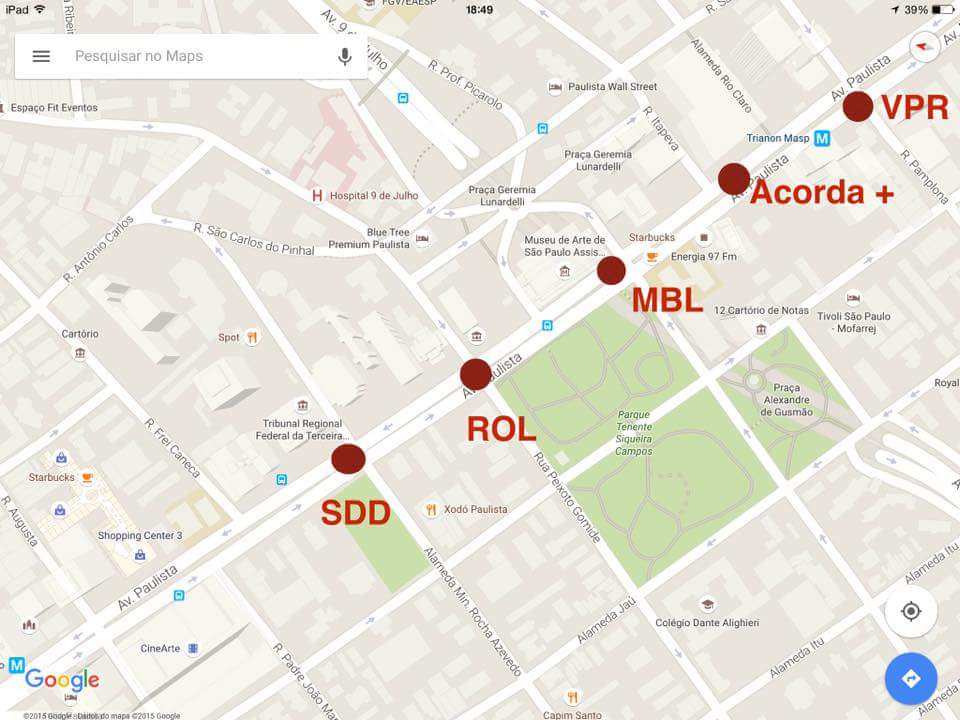 iPad
18:49
39%
FGV/EAESP
Av. 9 de Julho
Av.
Pesquisar no Maps
R. Prof. Picarolo
Alameda Rio Claro
Av. Paulista
Espaço Fit Eventos
Paulista Wall Street
VPR
R. Itapeva
Trianon Masp
M
Praça Geremia
Lunardelli
R. Pamplona
H
Hospital 9 de Julho
Praça Geremia
Lunardelli
Av. Paulista
Acorda +
R. Antônio Carlos
R. São Carlos do Pinhal
Blue Tree
Premium Paulista
Museu de Arte de
São Paulo Assis...
Starbucks
Energia 97 Fm
MBL
12 Cartório de Notas
Tivoli São Paulo
- Mofarrej
Cartório
Spot
Av. Paulista
Praça
Alexandre
de Gusmão
Royal
Tribunal Regional
Federal da Terceira...
ROL
Parque
Tenente
Siqueira
Campos
R. Frei Caneca
Starbucks
R. Augusta
SDD
Xodó Paulista
Rua Peixoto Gomide
Shopping Center 3
Av. Paulista
Alameda Min. Rocha Azevedo
Alameda Itu
Alameda Jaú
Colégio Dante Alighieri
CineArte
R. Padre João Ma
Alameda Itu
M
Google
Capim Santo
©2015 Google